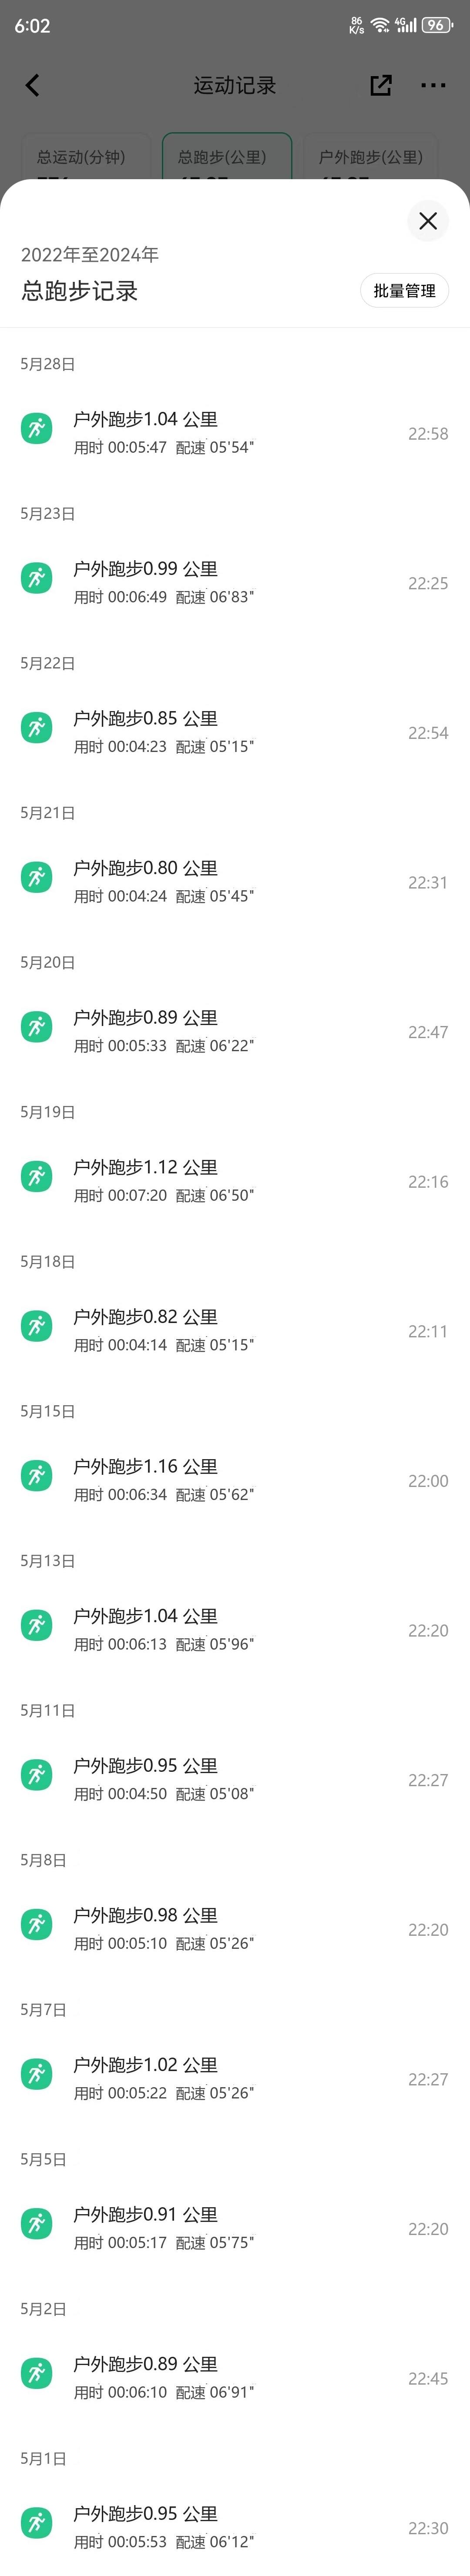 6:02
86 K/s 4G 96
运动记录
总运动(分钟) 总跑步(公里) 户外跑步(公里)
2022年至2024年
总跑步记录
批量管理
5月28日
户外跑步1.04 公里
22:58
用时 00:05:47 配速 05'54"
5月23日
户外跑步0.99 公里
22:25
用时 00:06:49 配速 06'83"
5月22日
户外跑步0.85 公里
22:54
用时 00:04:23 配速 05'15"
5月21日
户外跑步0.80 公里
22:31
用时 00:04:24 配速 05'45"
5月20日
户外跑步0.89 公里
22:47
用时 00:05:33 配速 06'22"
5月19日
户外跑步1.12 公里
22:16
用时 00:07:20 配速 06'50"
5月18日
户外跑步0.82 公里
22:11
用时 00:04:14 配速 05'15"
5月15日
户外跑步1.16 公里
22:00
用时 00:06:34 配速 05'62"
5月13日
户外跑步1.04 公里
22:20
用时 00:06:13 配速 05'96"
5月11日
户外跑步0.95 公里
22:27
用时 00:04:50 配速 05'08"
5月8日
户外跑步0.98 公里
22:20
用时 00:05:10 配速 05'26"
5月7日
户外跑步1.02 公里
22:27
用时 00:05:22 配速 05'26"
5月5日
户外跑步0.91 公里
22:20
用时 00:05:17 配速 05'75"
5月2日
户外跑步0.89 公里
22:45
用时 00:06:10 配速 06'91"
5月1日
户外跑步0.95 公里
22:30
用时 00:05:53 配速 06'12"